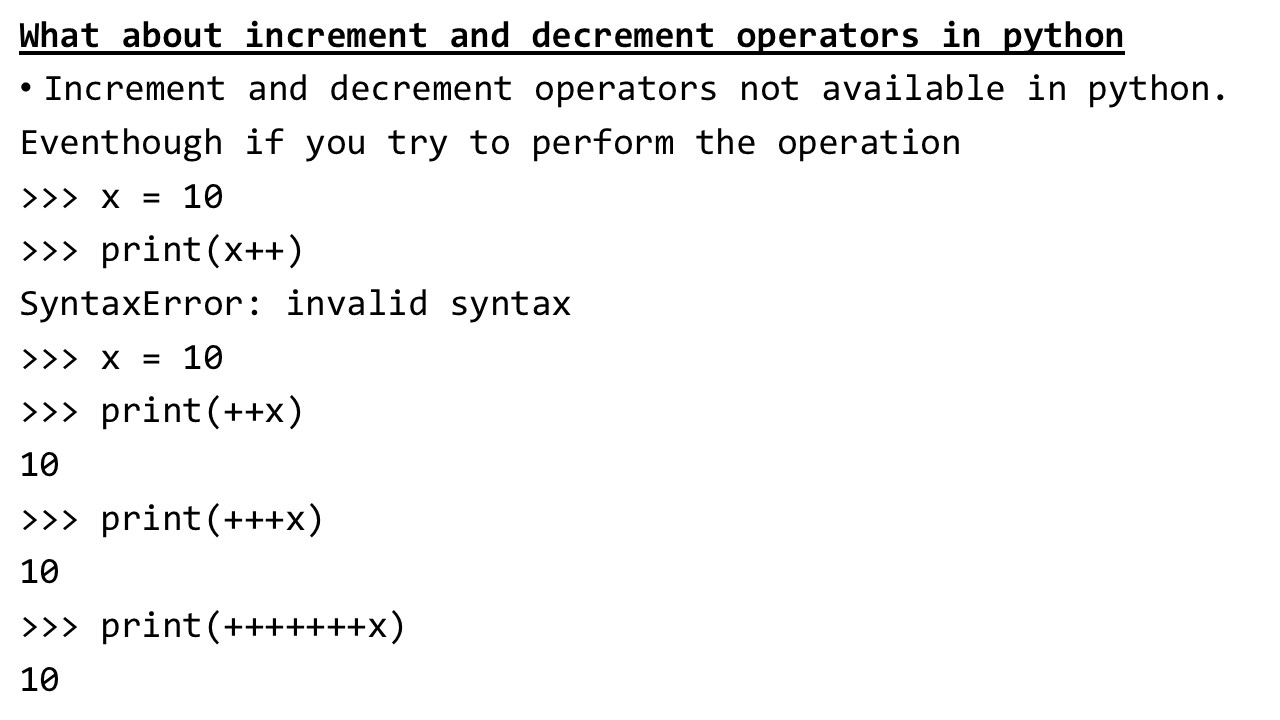 What about increment and decrement operators in python
• Increment and decrement operators not available in python.
Eventhough if you try to perform the operation
>>> x = 10
>>> print(x++)
SyntaxError: invalid syntax
>>> x = 10
>>> print(++x)
10
>>> print(+++x)
10
>>> print(+++++++x)
10